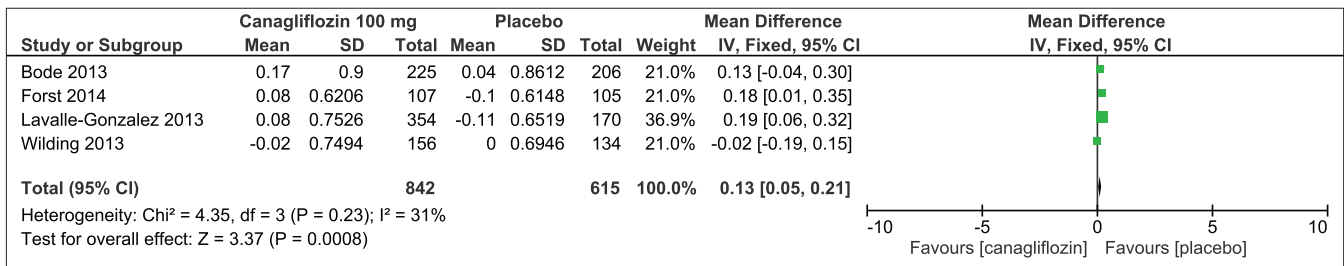 Canagliflozin 100 mg Placebo Mean Difference Mean Difference
Study or Subgroup Mean SD Total Mean SD Total Weight IV, Fixed, 95% CI IV, Fixed, 95% CI
Bode 2013 0.17 0.9 225 0.04 0.8612 206 21.0% 0.13 [-0.04, 0.30]
Forst 2014 0.08 0.6206 107 -0.1 0.6148 105 21.0% 0.18 [0.01, 0.35]
Lavalle-Gonzalez 2013 0.08 0.7526 354 -0.11 0.6519 170 36.9% 0.19 [0.06, 0.32]
Wilding 2013 -0.02 0.7494 156 0 0.6946 134 21.0% -0.02 [-0.19, 0.15]
Total (95% CI) 842 615 100.0% 0.13 [0.05, 0.21]
Heterogeneity: Chi² = 4.35, df = 3 (P = 0.23); I² = 31%
Test for overall effect: Z = 3.37 (P = 0.0008)
-10 -5 0 5 10
Favours [canagliflozin] Favours [placebo]